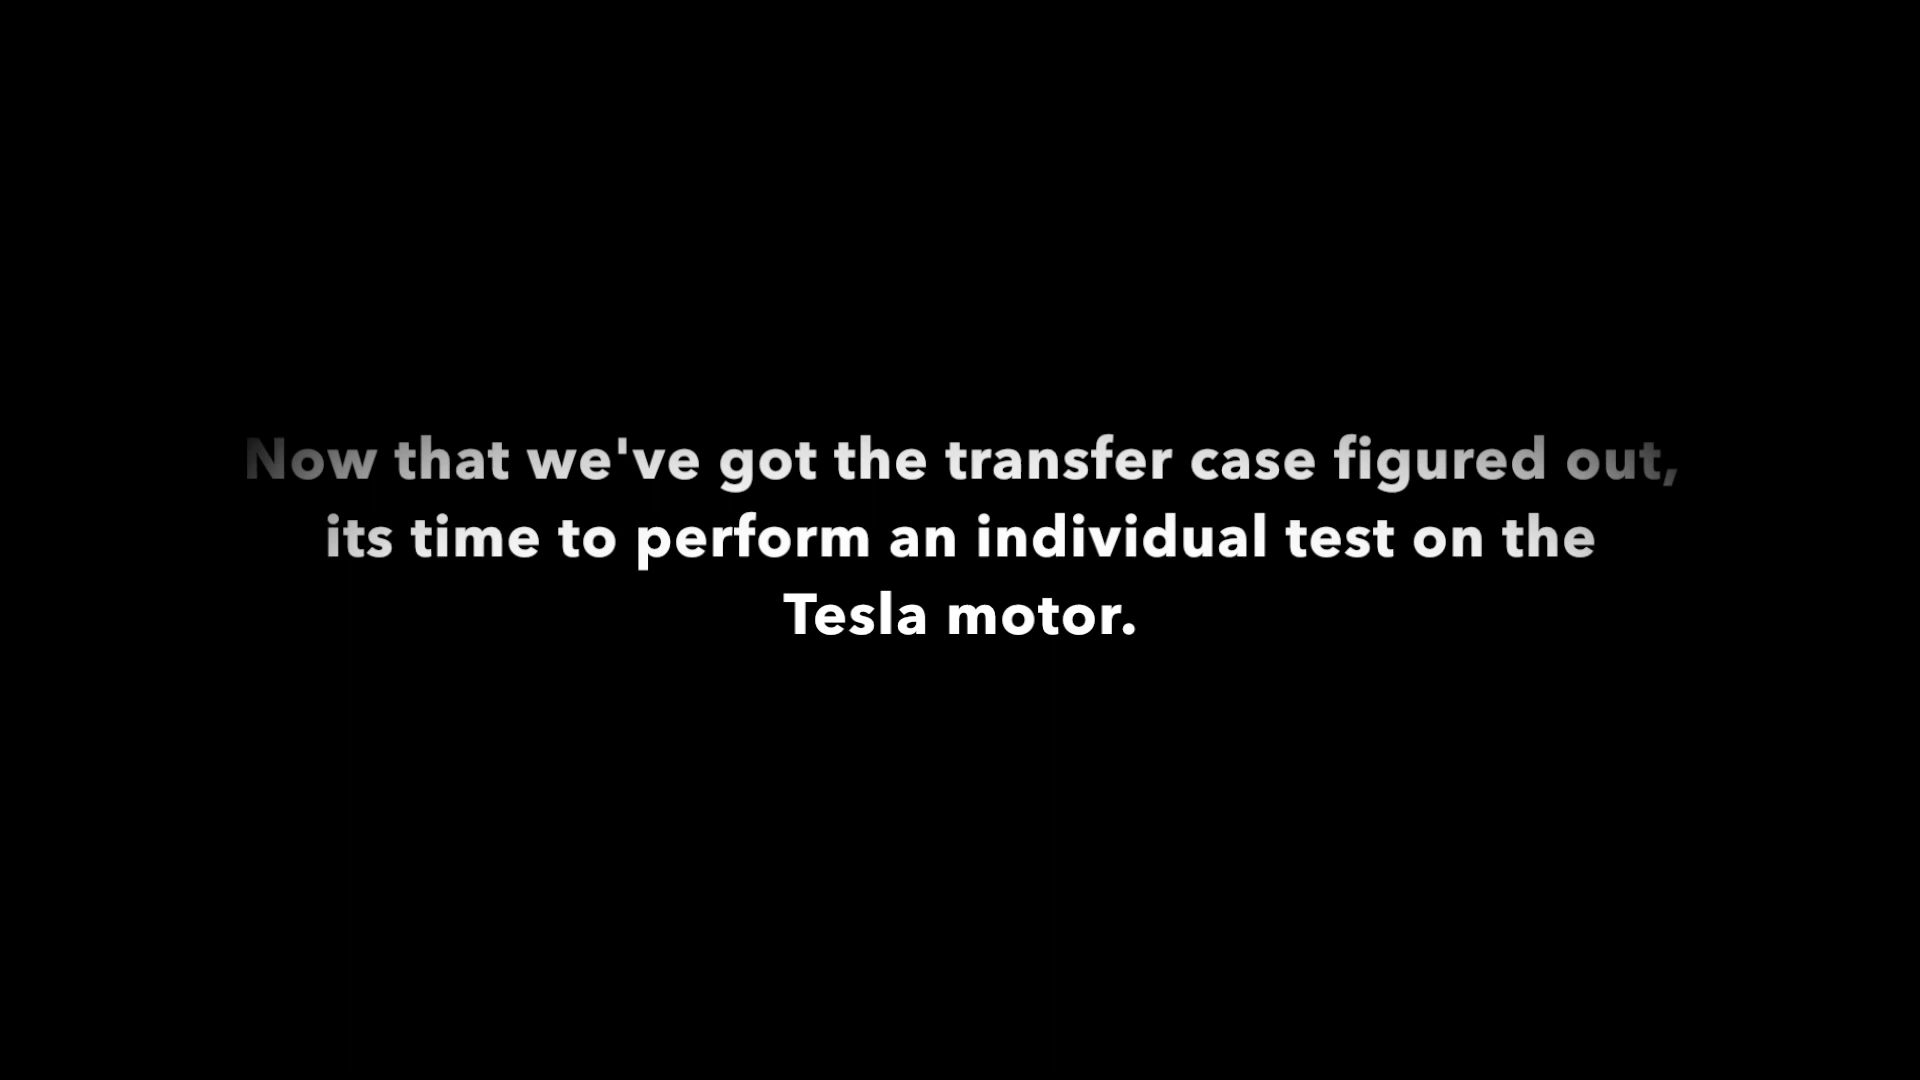 Now that we've got the transfer case figured out,
its time to perform an individual test on the
Tesla motor.